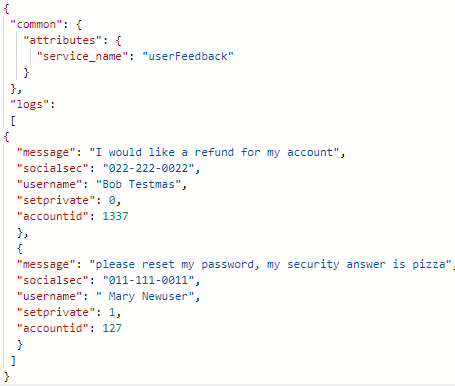 {
"common": {
"attributes": {
"service_name": "userFeedback"
}
},
"logs":
[
{
"message": "I would like a refund for my account",
"socialsec": "022-222-0022",
"username": "Bob Testmas",
"setprivate": 0,
"accountid": 1337
},
{
"message": "please reset my password, my security answer is pizza",
"socialsec": "011-111-0011",
"username": " Mary Newuser",
"setprivate": 1,
"accountid": 127
}
]
}